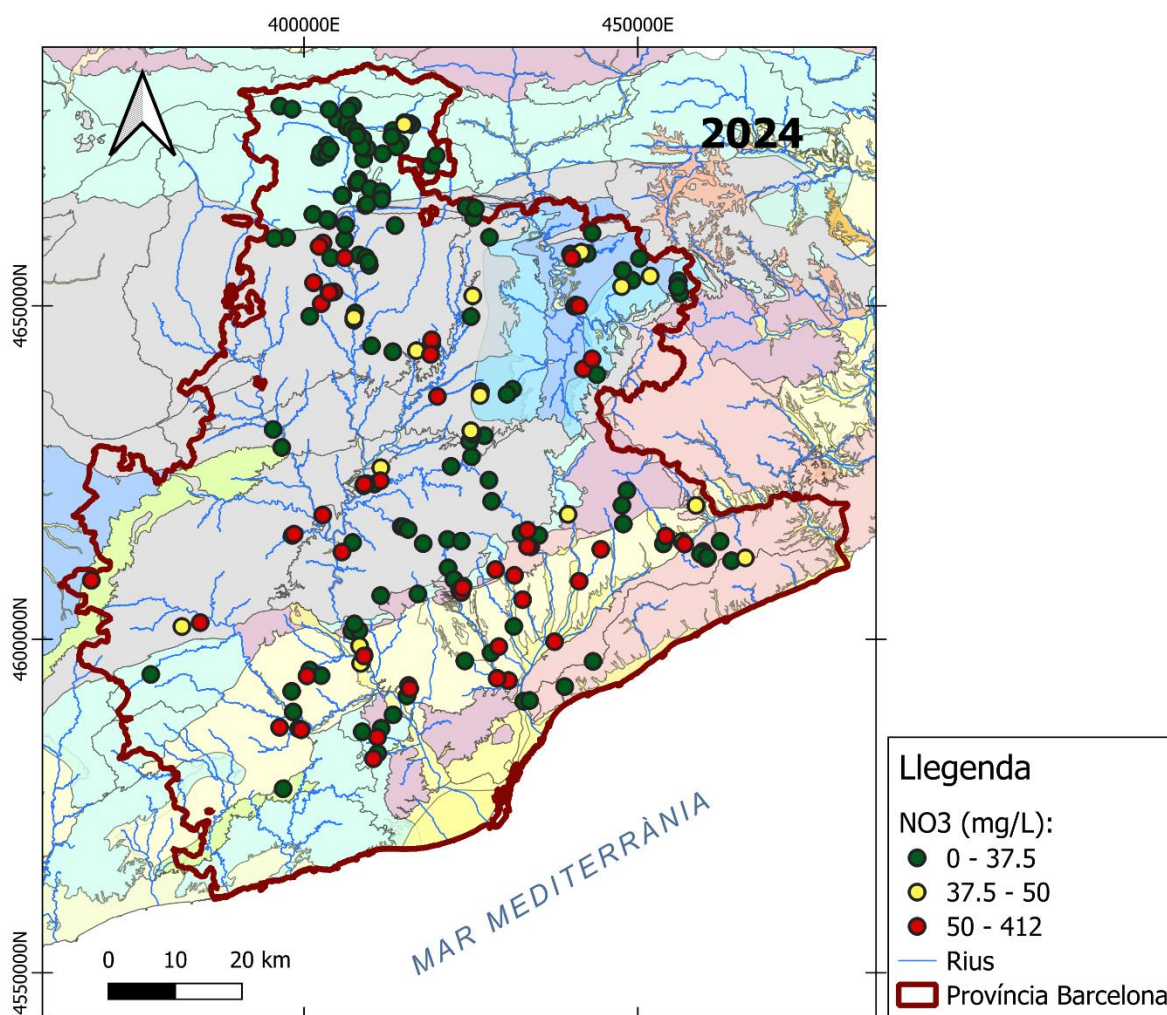 400000E
450000E
2024
4650000N
4600000N
4550000N
MAR MEDITERRÀNIA
0 10 20 km
Llegenda
NO3 (mg/L):
0 - 37.5
37.5 - 50
50 - 412
Rius
Província Barcelona